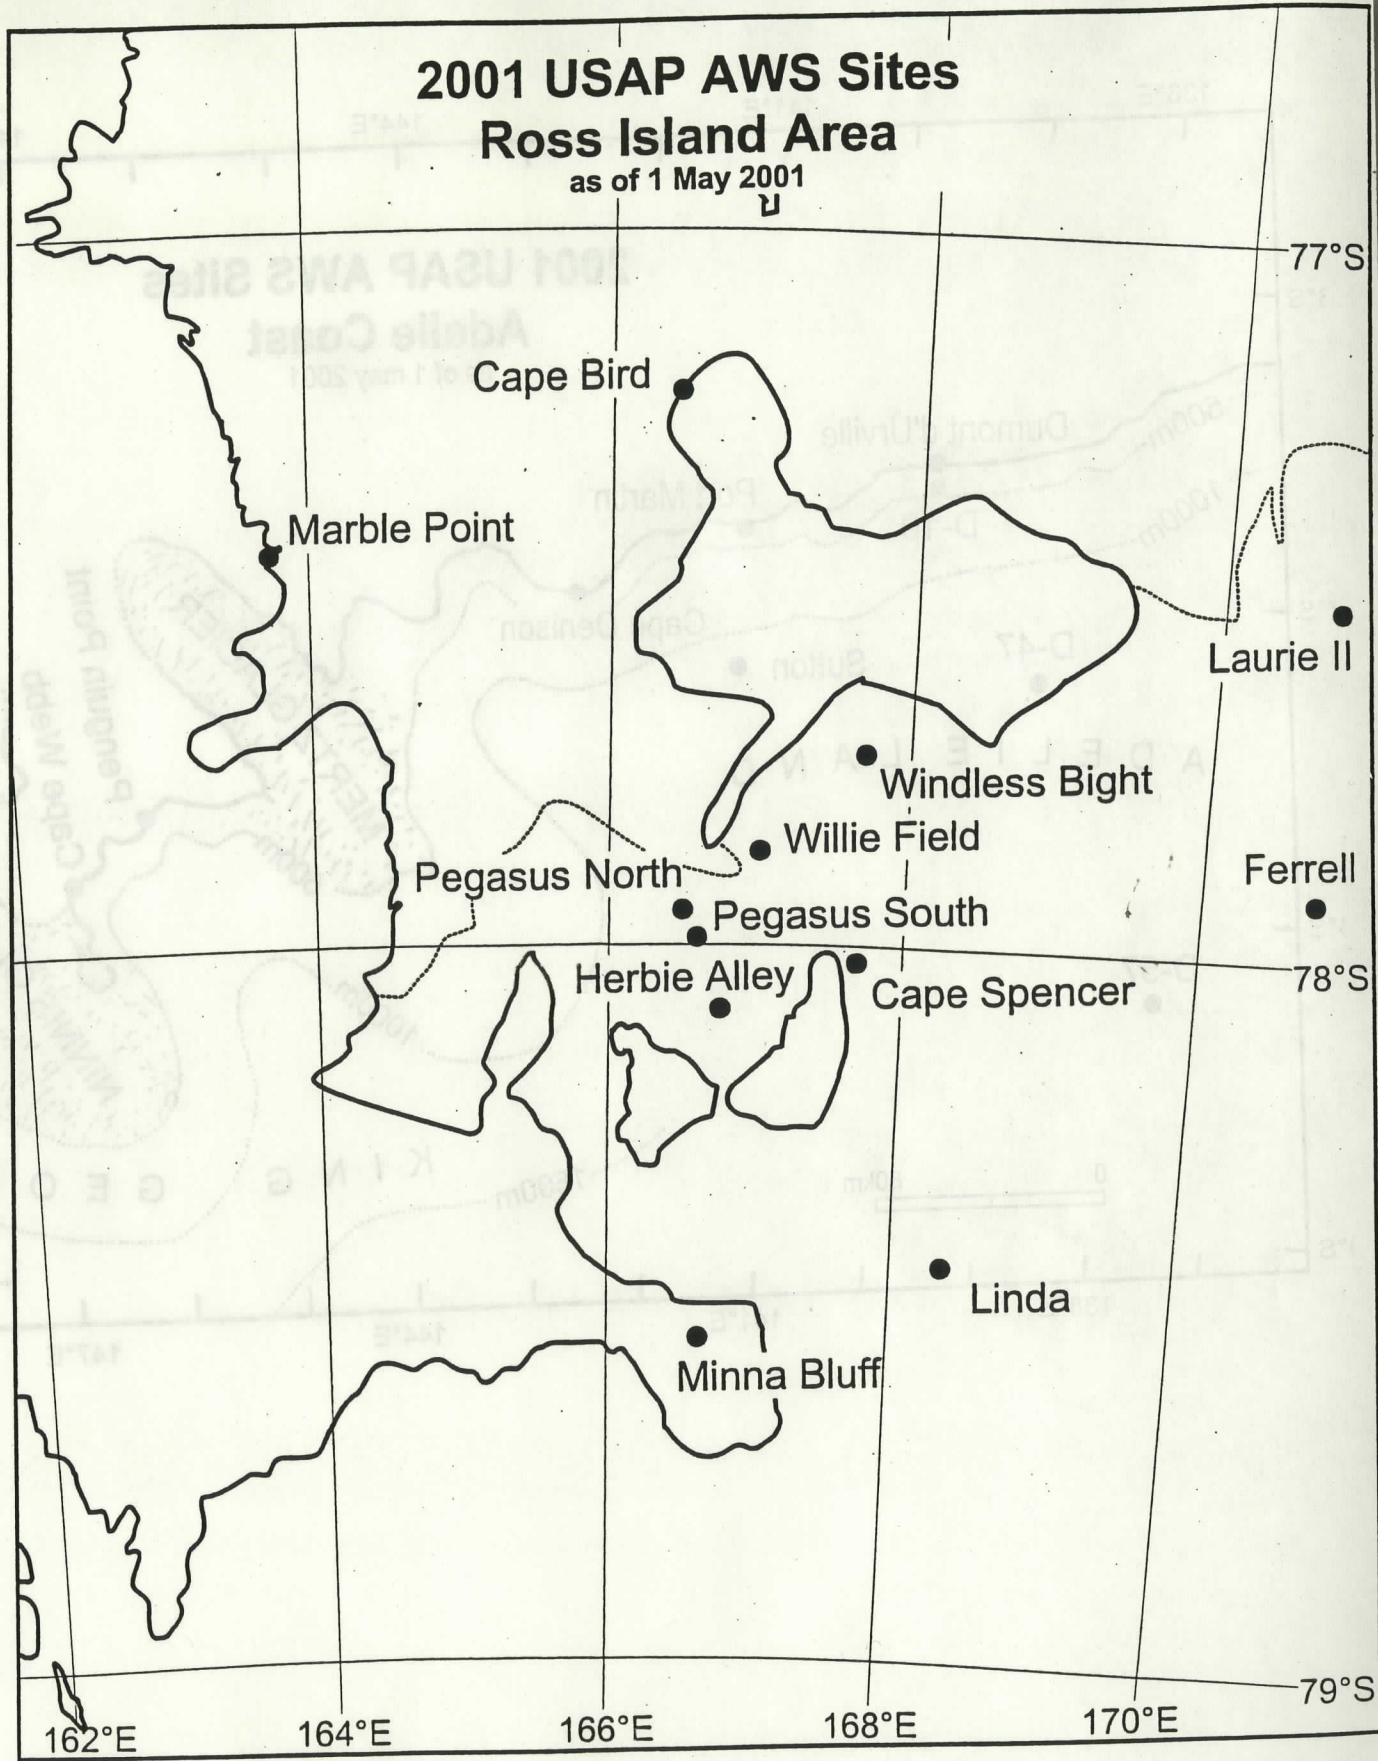 2001 USAP AWS Sites
Ross Island Area
as of 1 May 2001
77°S
Cape Bird
Marble Point
Laurie II
Windless Bight
Willie Field
Pegasus North
Ferrell
Pegasus South
Herbie Alley
78°S
Cape Spencer
Linda
Minna Bluff
79°S
162°E
164°E
166°E
168°E
170°E